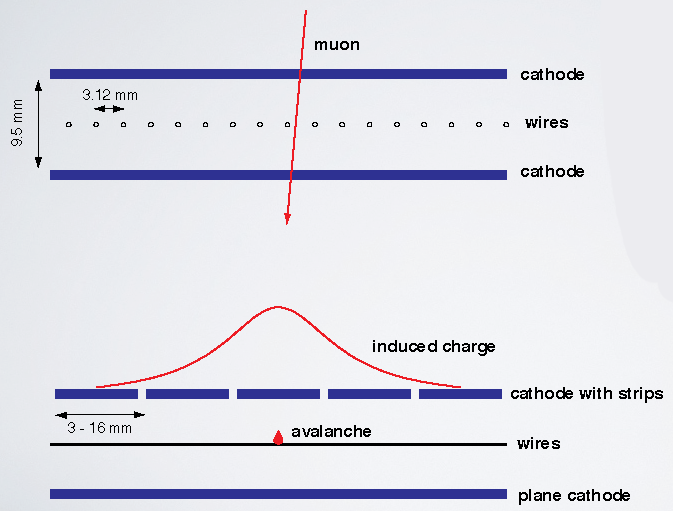 muon
cathode
3.12 mm
9.5 mm
wires
cathode
induced charge
cathode with strips
3 - 16 mm
avalanche
wires
plane cathode